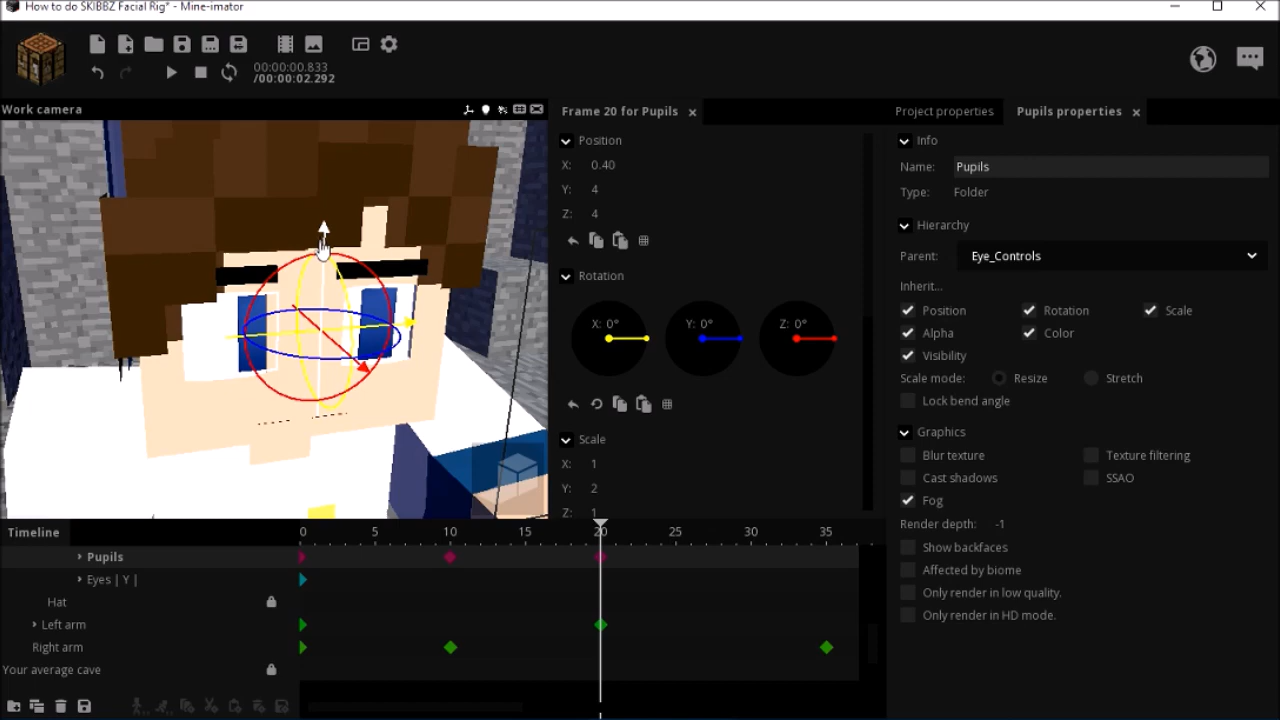 How to do SKIBBZ Facial Rig* - Mine-imator
00:00:00.833
/00:00:02.292
Work camera
Frame 20 for Pupils
Position
X: 0.40
Y: 4
Z: 4
Rotation
X: 0° Y: 0° Z: 0°
Scale
X: 1
Y: 2
Z: 1
Project properties Pupils properties
Info
Name: Pupils
Type: Folder
Hierarchy
Parent: Eye_Controls
Inherit...
Position Rotation Scale
Alpha Color
Visibility
Scale mode: Resize Stretch
Lock bend angle
Graphics
Blur texture Texture filtering
Cast shadows SSAO
Fog
Render depth: -1
Show backfaces
Affected by biome
Only render in low quality.
Only render in HD mode.
Timeline 0 5 10 15 20 25 30 35
Pupils
Eyes | Y |
Hat
Left arm
Right arm
Your average cave